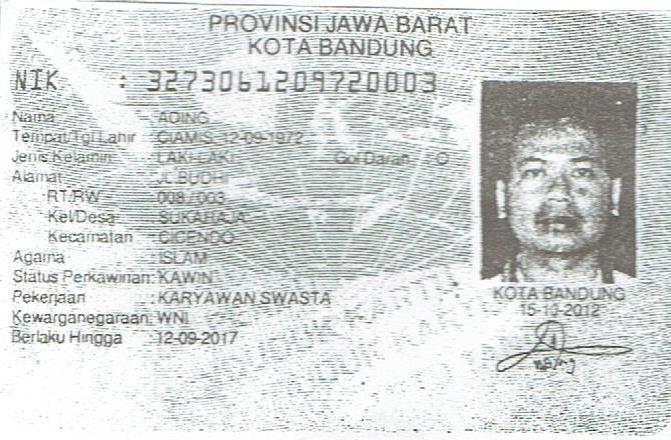 PROVINSI JAWA BARAT
KOTA BANDUNG
NIK : 3273061209720003
Nama : ADING
Tempat/Tgl Lahir : CIAMIS, 12-09-1972
Jenis Kelamin : LAKI-LAKI Gol Darah : O
Alamat : JL BUDHI
RT/RW : 008/003
Kel/Desa : SUKARAJA
Kecamatan : CICENDO
Agama : ISLAM
Status Perkawinan: KAWIN
Pekerjaan : KARYAWAN SWASTA
Kewarganegaraan: WNI
Berlaku Hingga : 12-09-2017
KOTA BANDUNG
15-10-2012